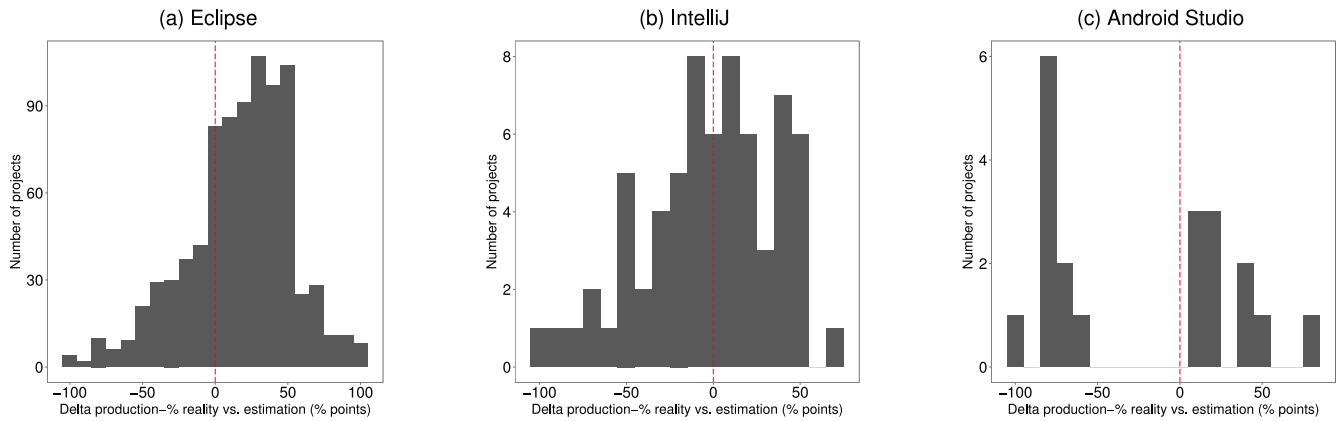 (a) Eclipse
Number of projects
90
60
30
0
−100
−50
0
50
100
Delta production−% reality vs. estimation (% points)
(b) IntelliJ
Number of projects
8
6
4
2
0
−100
−50
0
50
Delta production−% reality vs. estimation (% points)
(c) Android Studio
Number of projects
6
4
2
0
−100
−50
0
50
Delta production−% reality vs. estimation (% points)